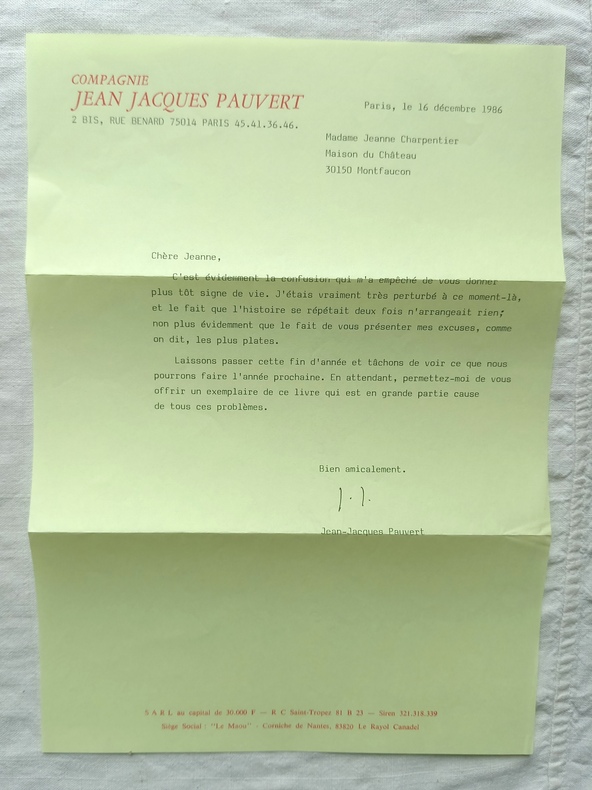 COMPAGNIE
JEAN JACQUES PAUVERT
2 BIS, RUE BENARD 75014 PARIS 45.41.36.46.
Paris, le 16 décembre 1986
Madame Jeanne Charpentier
Maison du Château
30150 Montfaucon
Chère Jeanne,
C'est évidemment la confusion qui m'a empêché de vous donner
plus tôt signe de vie. J'étais vraiment très perturbé à ce moment-là,
et le fait que l'histoire se répétait deux fois n'arrangeait rien;
non plus évidemment que le fait de vous présenter mes excuses, comme
on dit, les plus plates.
Laissons passer cette fin d'année et tâchons de voir ce que nous
pourrons faire l'année prochaine. En attendant, permettez-moi de vous
offrir un exemplaire de ce livre qui est en grande partie cause
de tous ces problèmes.
Bien amicalement.
J.J.
Jean-Jacques Pauvert
S A R L au capital de 30.000 F — R C Saint-Tropez 81 B 23 — Siren 321.318.339
Siège Social : "Le Maou" - Corniche de Nantes, 83820 Le Rayol Canadel